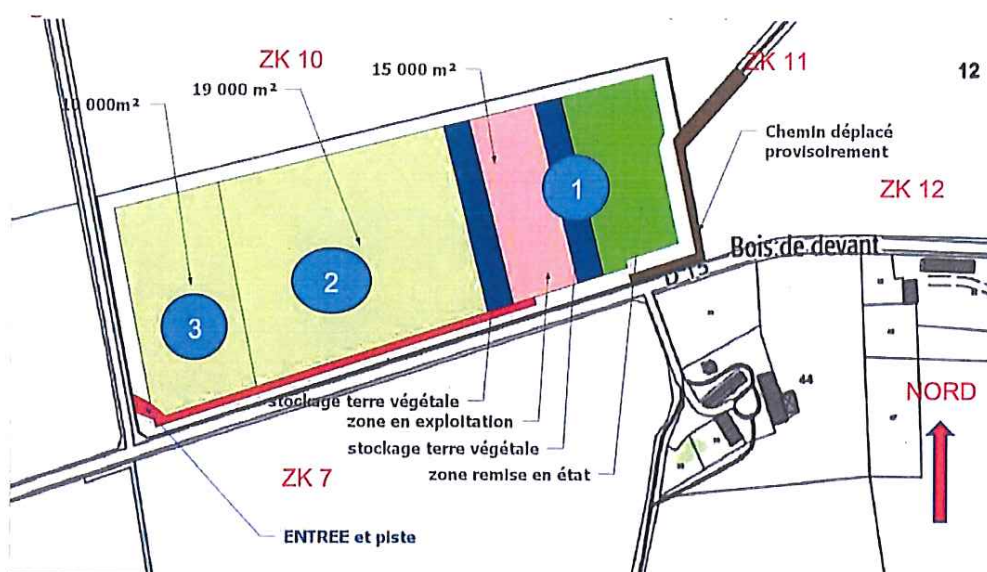 ZK 10
ZK 11
12
15 000 m²
19 000 m²
000m²
Chemin déplacé
provisoirement
ZK 12
1
Bois de devant
D 15
2
3
44
stockage terre végétale
zone en exploitation
NORD
stockage terre végétale
zone remise en état
ZK 7
ENTREE et piste